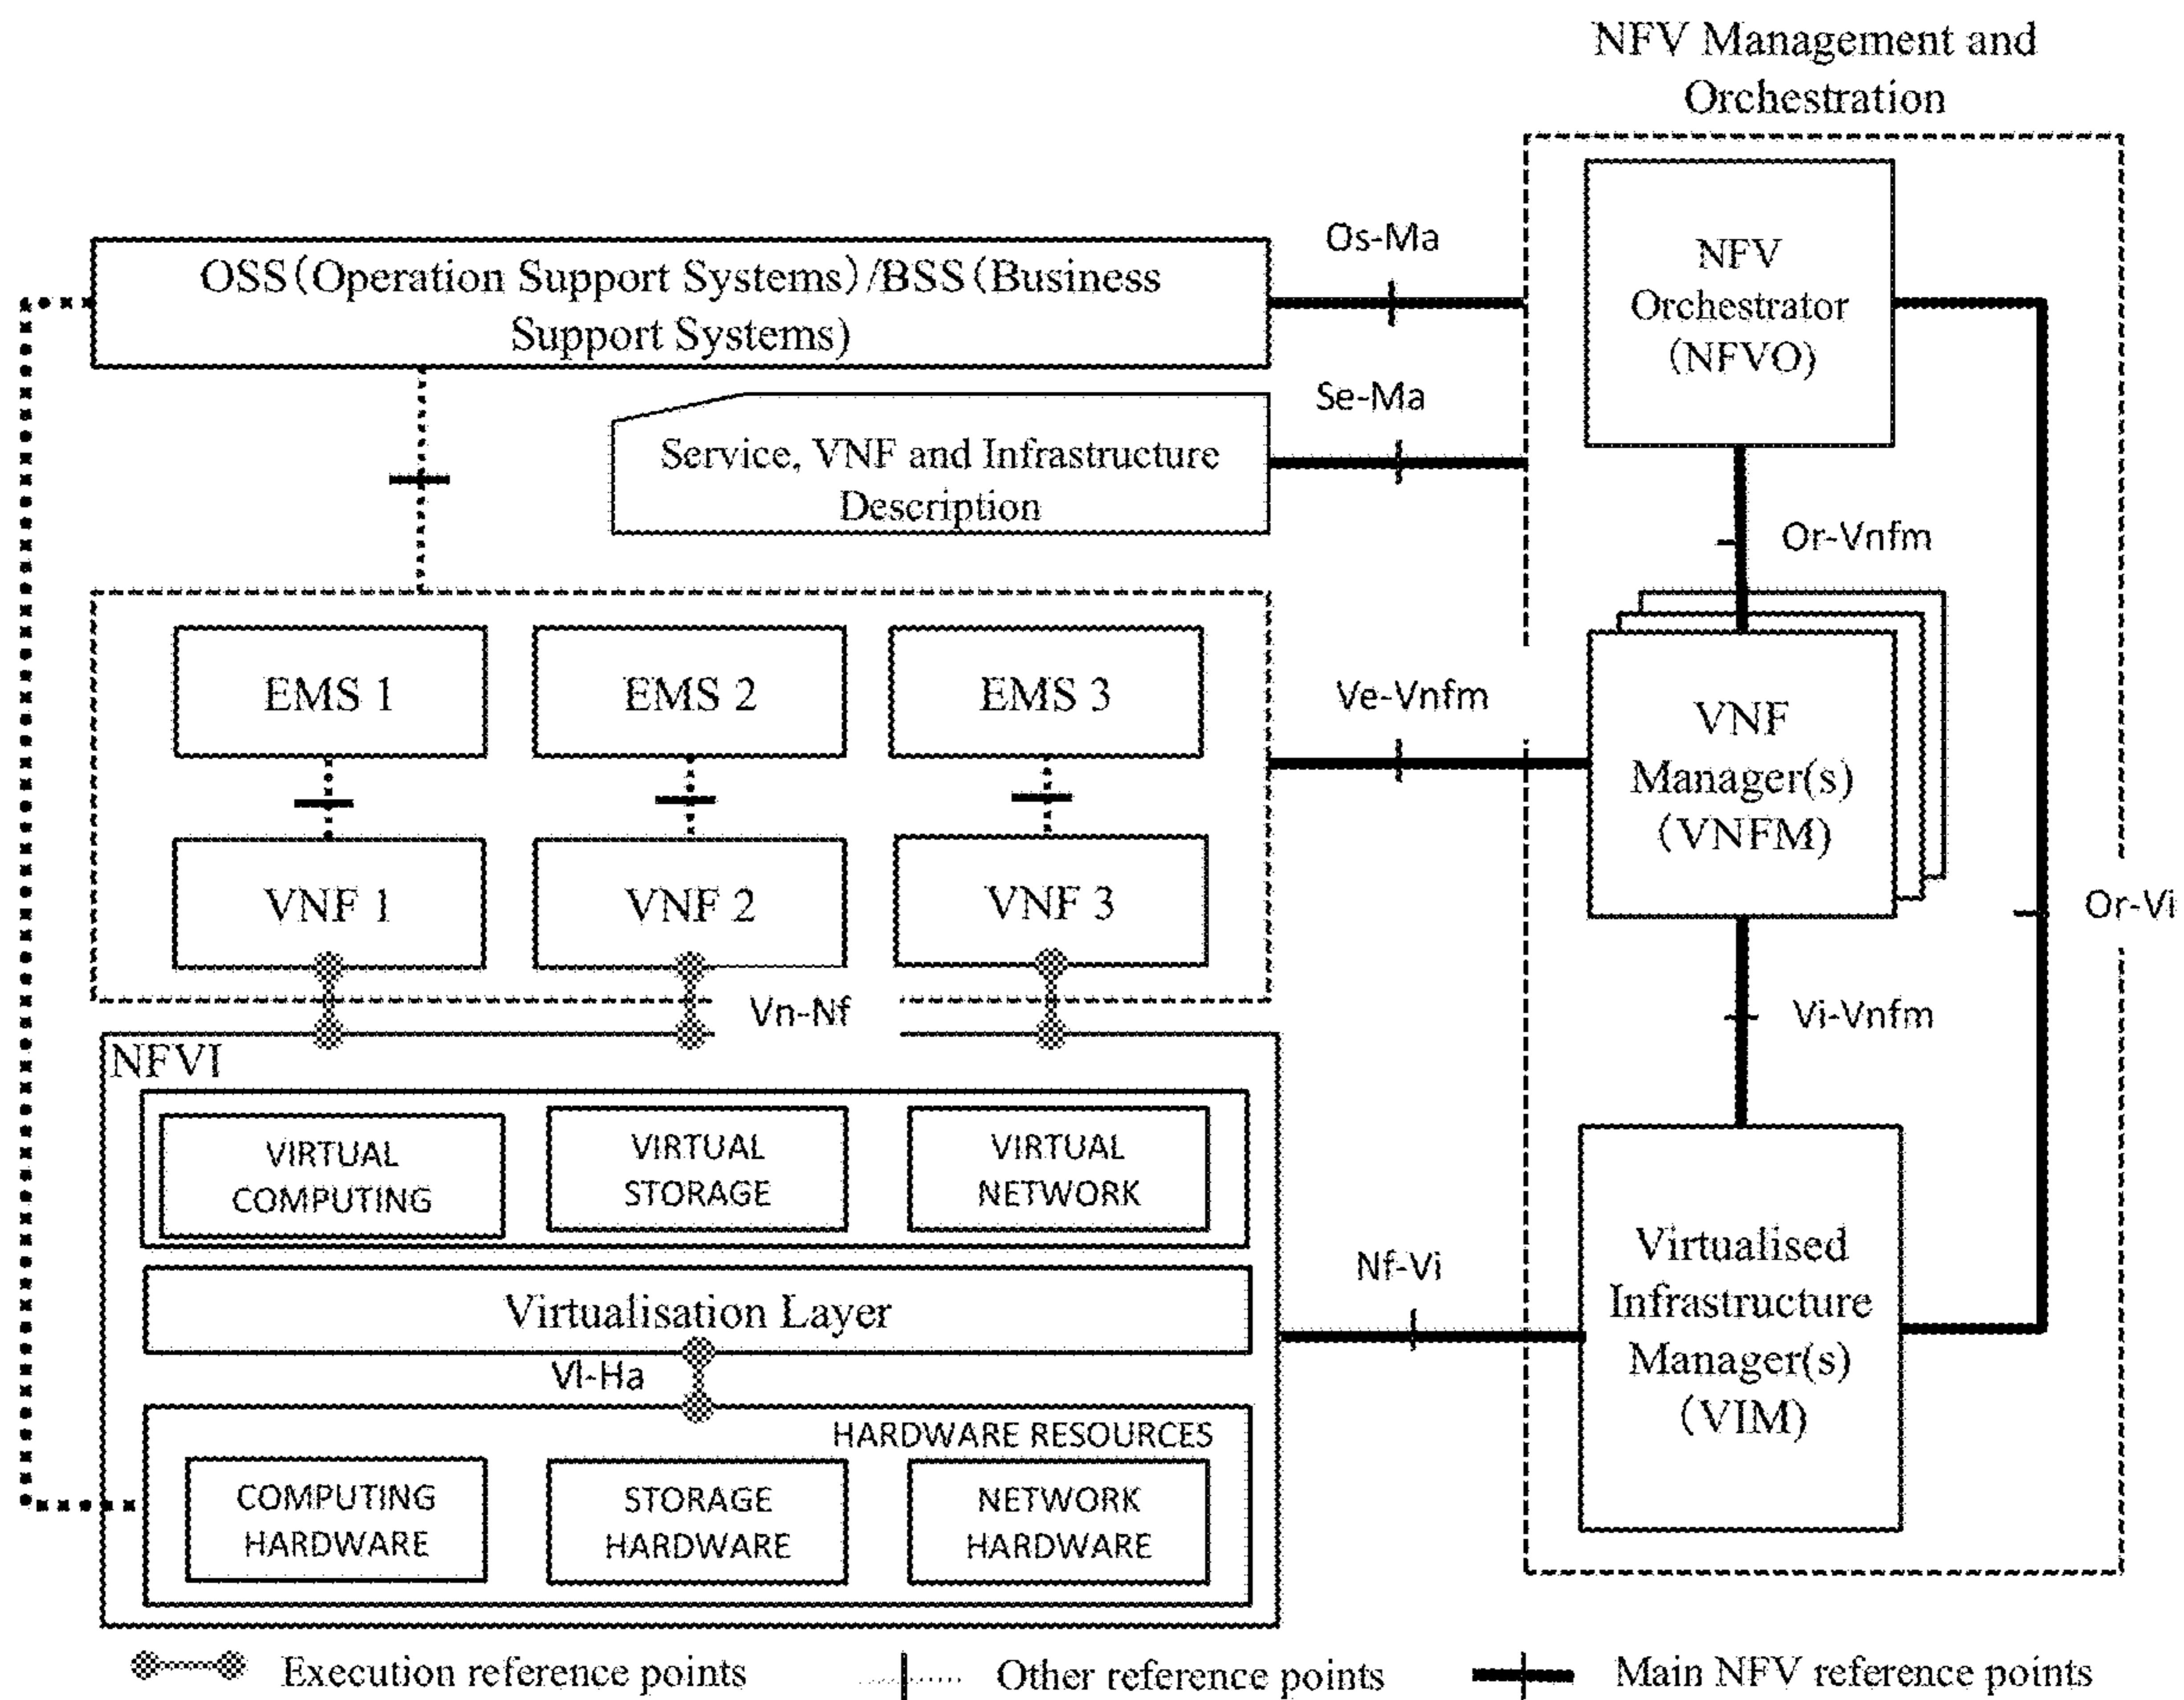 NFV Management and
Orchestration
OSS(Operation Support Systems)/BSS(Business
Support Systems)
Os-Ma
NFV
Orchestrator
(NFVO)
Service, VNF and Infrastructure
Description
Se-Ma
Or-Vnfm
EMS 1
EMS 2
EMS 3
Ve-Vnfm
VNF
Manager(s)
(VNFM)
VNF 1
VNF 2
VNF 3
Or-Vi
Vn-Nf
Vi-Vnfm
NFVI
VIRTUAL
COMPUTING
VIRTUAL
STORAGE
VIRTUAL
NETWORK
Virtualisation Layer
Nf-Vi
Virtualised
Infrastructure
Manager(s)
(VIM)
Vl-Ha
HARDWARE RESOURCES
COMPUTING
HARDWARE
STORAGE
HARDWARE
NETWORK
HARDWARE
Execution reference points
Other reference points
Main NFV reference points